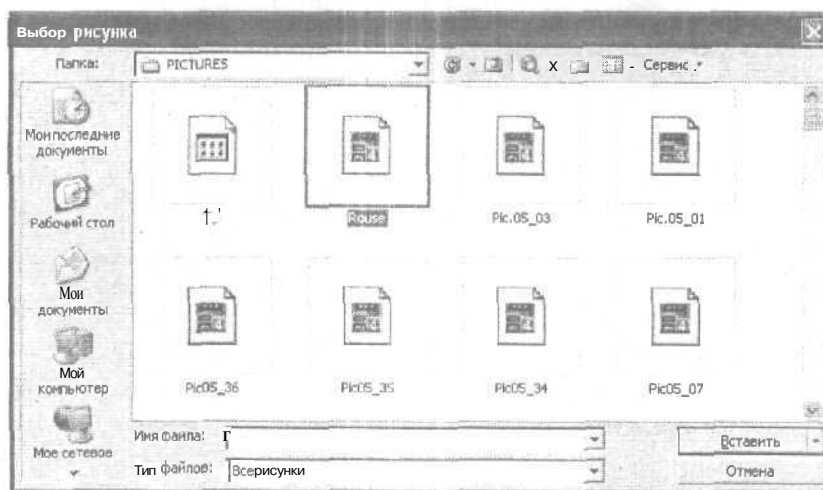 Выбор рисунка
Папка: PICTURES X - Сервис
Мои последние
документы
Рабочий стол
Мои
документы
Мой
компьютер
Мое сетевое
Rouse Pic.05_03 Pic.05_01
Pic05_36 Pic05_35 Pic05_34 Pic05_07
Имя файла: Вставить
Тип файлов: Все рисунки Отмена